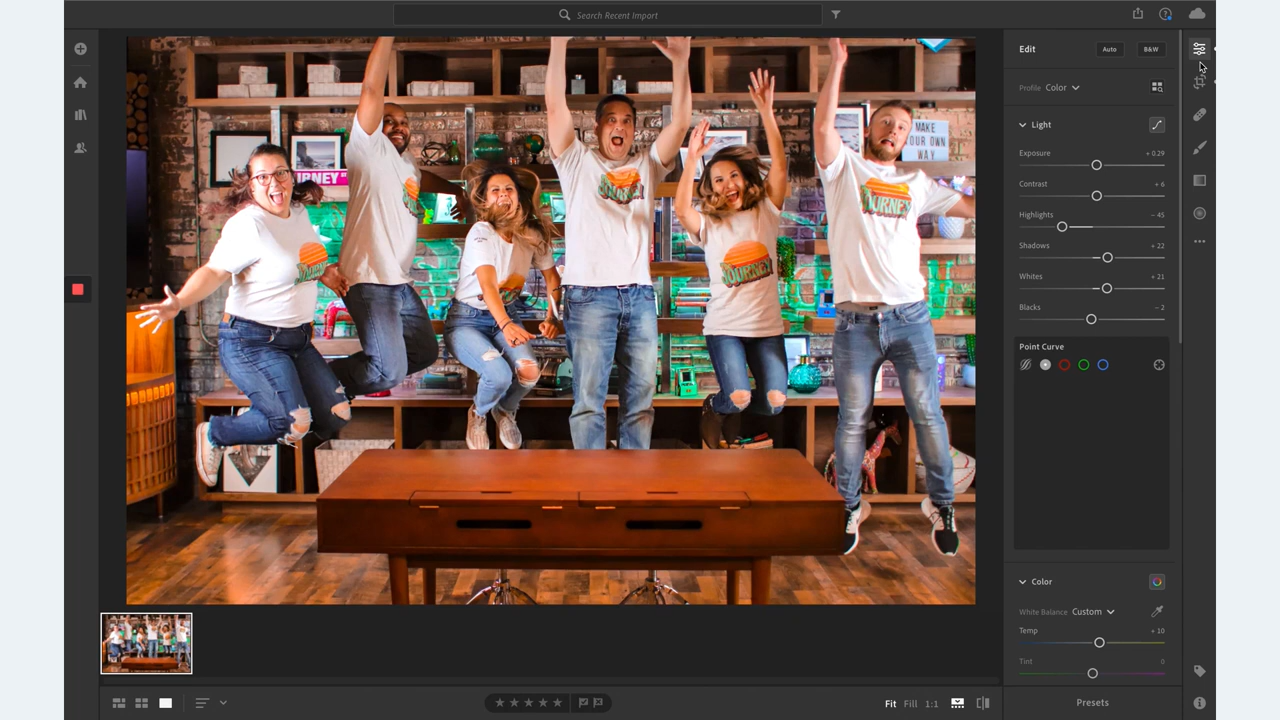 Search Recent Import
Edit
Auto
B&W
Profile Color
Light
Exposure + 0.29
Contrast + 6
Highlights – 45
Shadows + 22
Whites + 21
Blacks – 2
Point Curve
Color
White Balance Custom
Temp + 10
Tint 0
Presets
Fit Fill 1:1
MAKE
YOUR OWN
WAY
URNEY
JOURNEY
JOURNEY